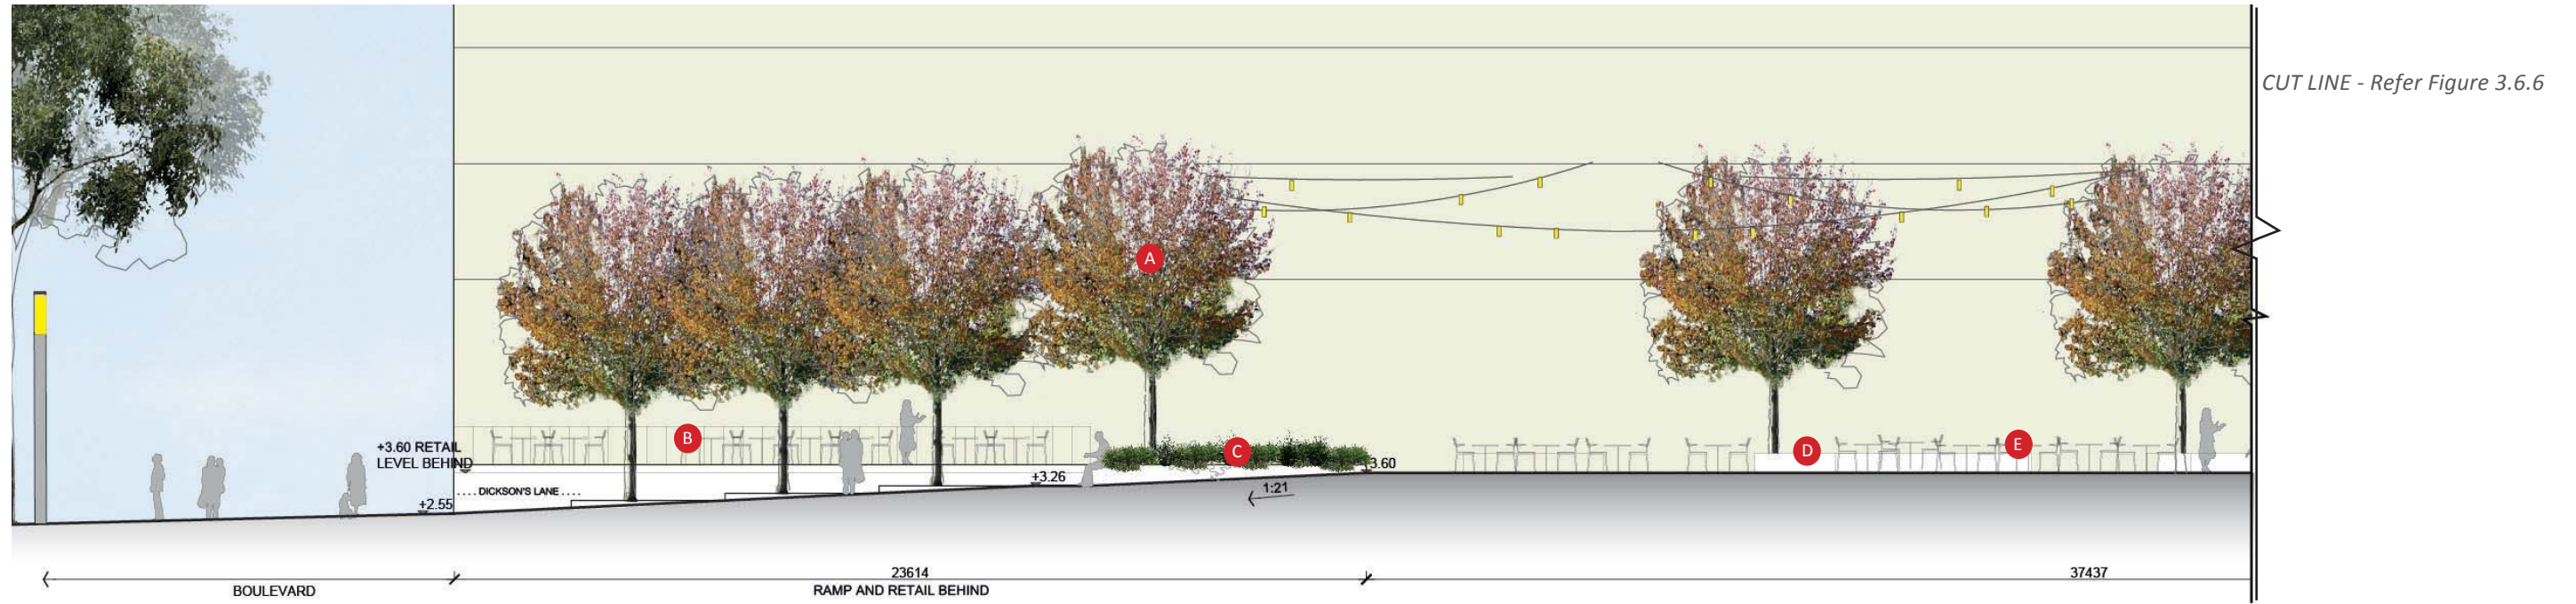 CUT LINE - Refer Figure 3.6.6
A
B
C
D
E
+3.60 RETAIL
LEVEL BEHIND
.... DICKSON'S LANE ....
+2.55
+3.26
3.60
1:21
BOULEVARD
23614
RAMP AND RETAIL BEHIND
37437